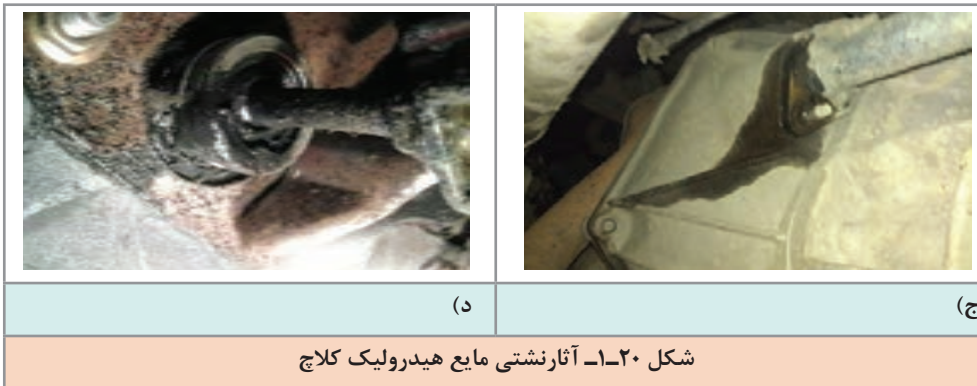 ج)
د)
شکل ۲۰ـ۱ـ آثارنشتی مایع هیدرولیک کلاچ